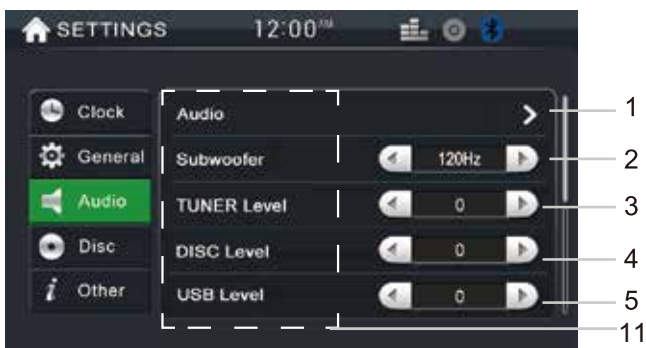 SETTINGS 12:00AM
Clock
General
Audio
Disc
Other
Audio 1
Subwoofer 120Hz 2
TUNER Level 0 3
DISC Level 0 4
USB Level 0 5
11